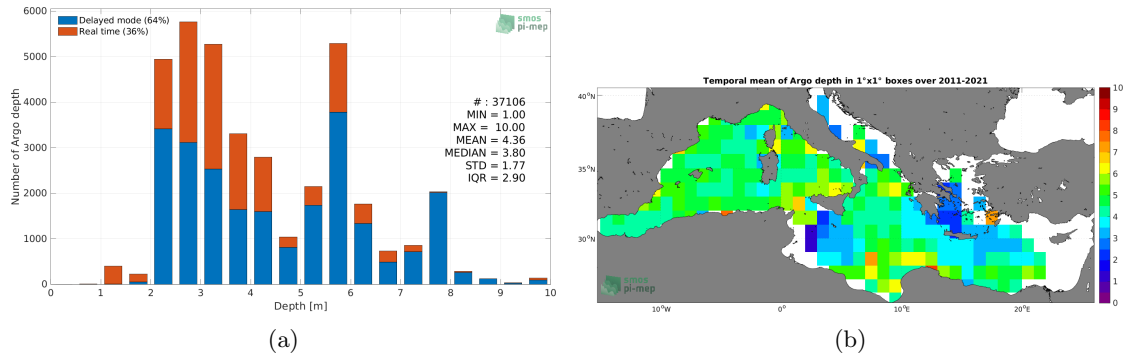 Delayed mode (64%)
Real time (36%)
smos
pi-mep
# : 37106
MIN = 1.00
MAX = 10.00
MEAN = 4.36
MEDIAN = 3.80
STD = 1.77
IQR = 2.90
Number of Argo depth
6000
5000
4000
3000
2000
1000
0
0 1 2 3 4 5 6 7 8 9 10
Depth [m]
(a)
Temporal mean of Argo depth in 1°x1° boxes over 2011-2021
40°N
35°N
30°N
10°W 0° 10°E 20°E
smos
pi-mep
10
9
8
7
6
5
4
3
2
1
0
(b)